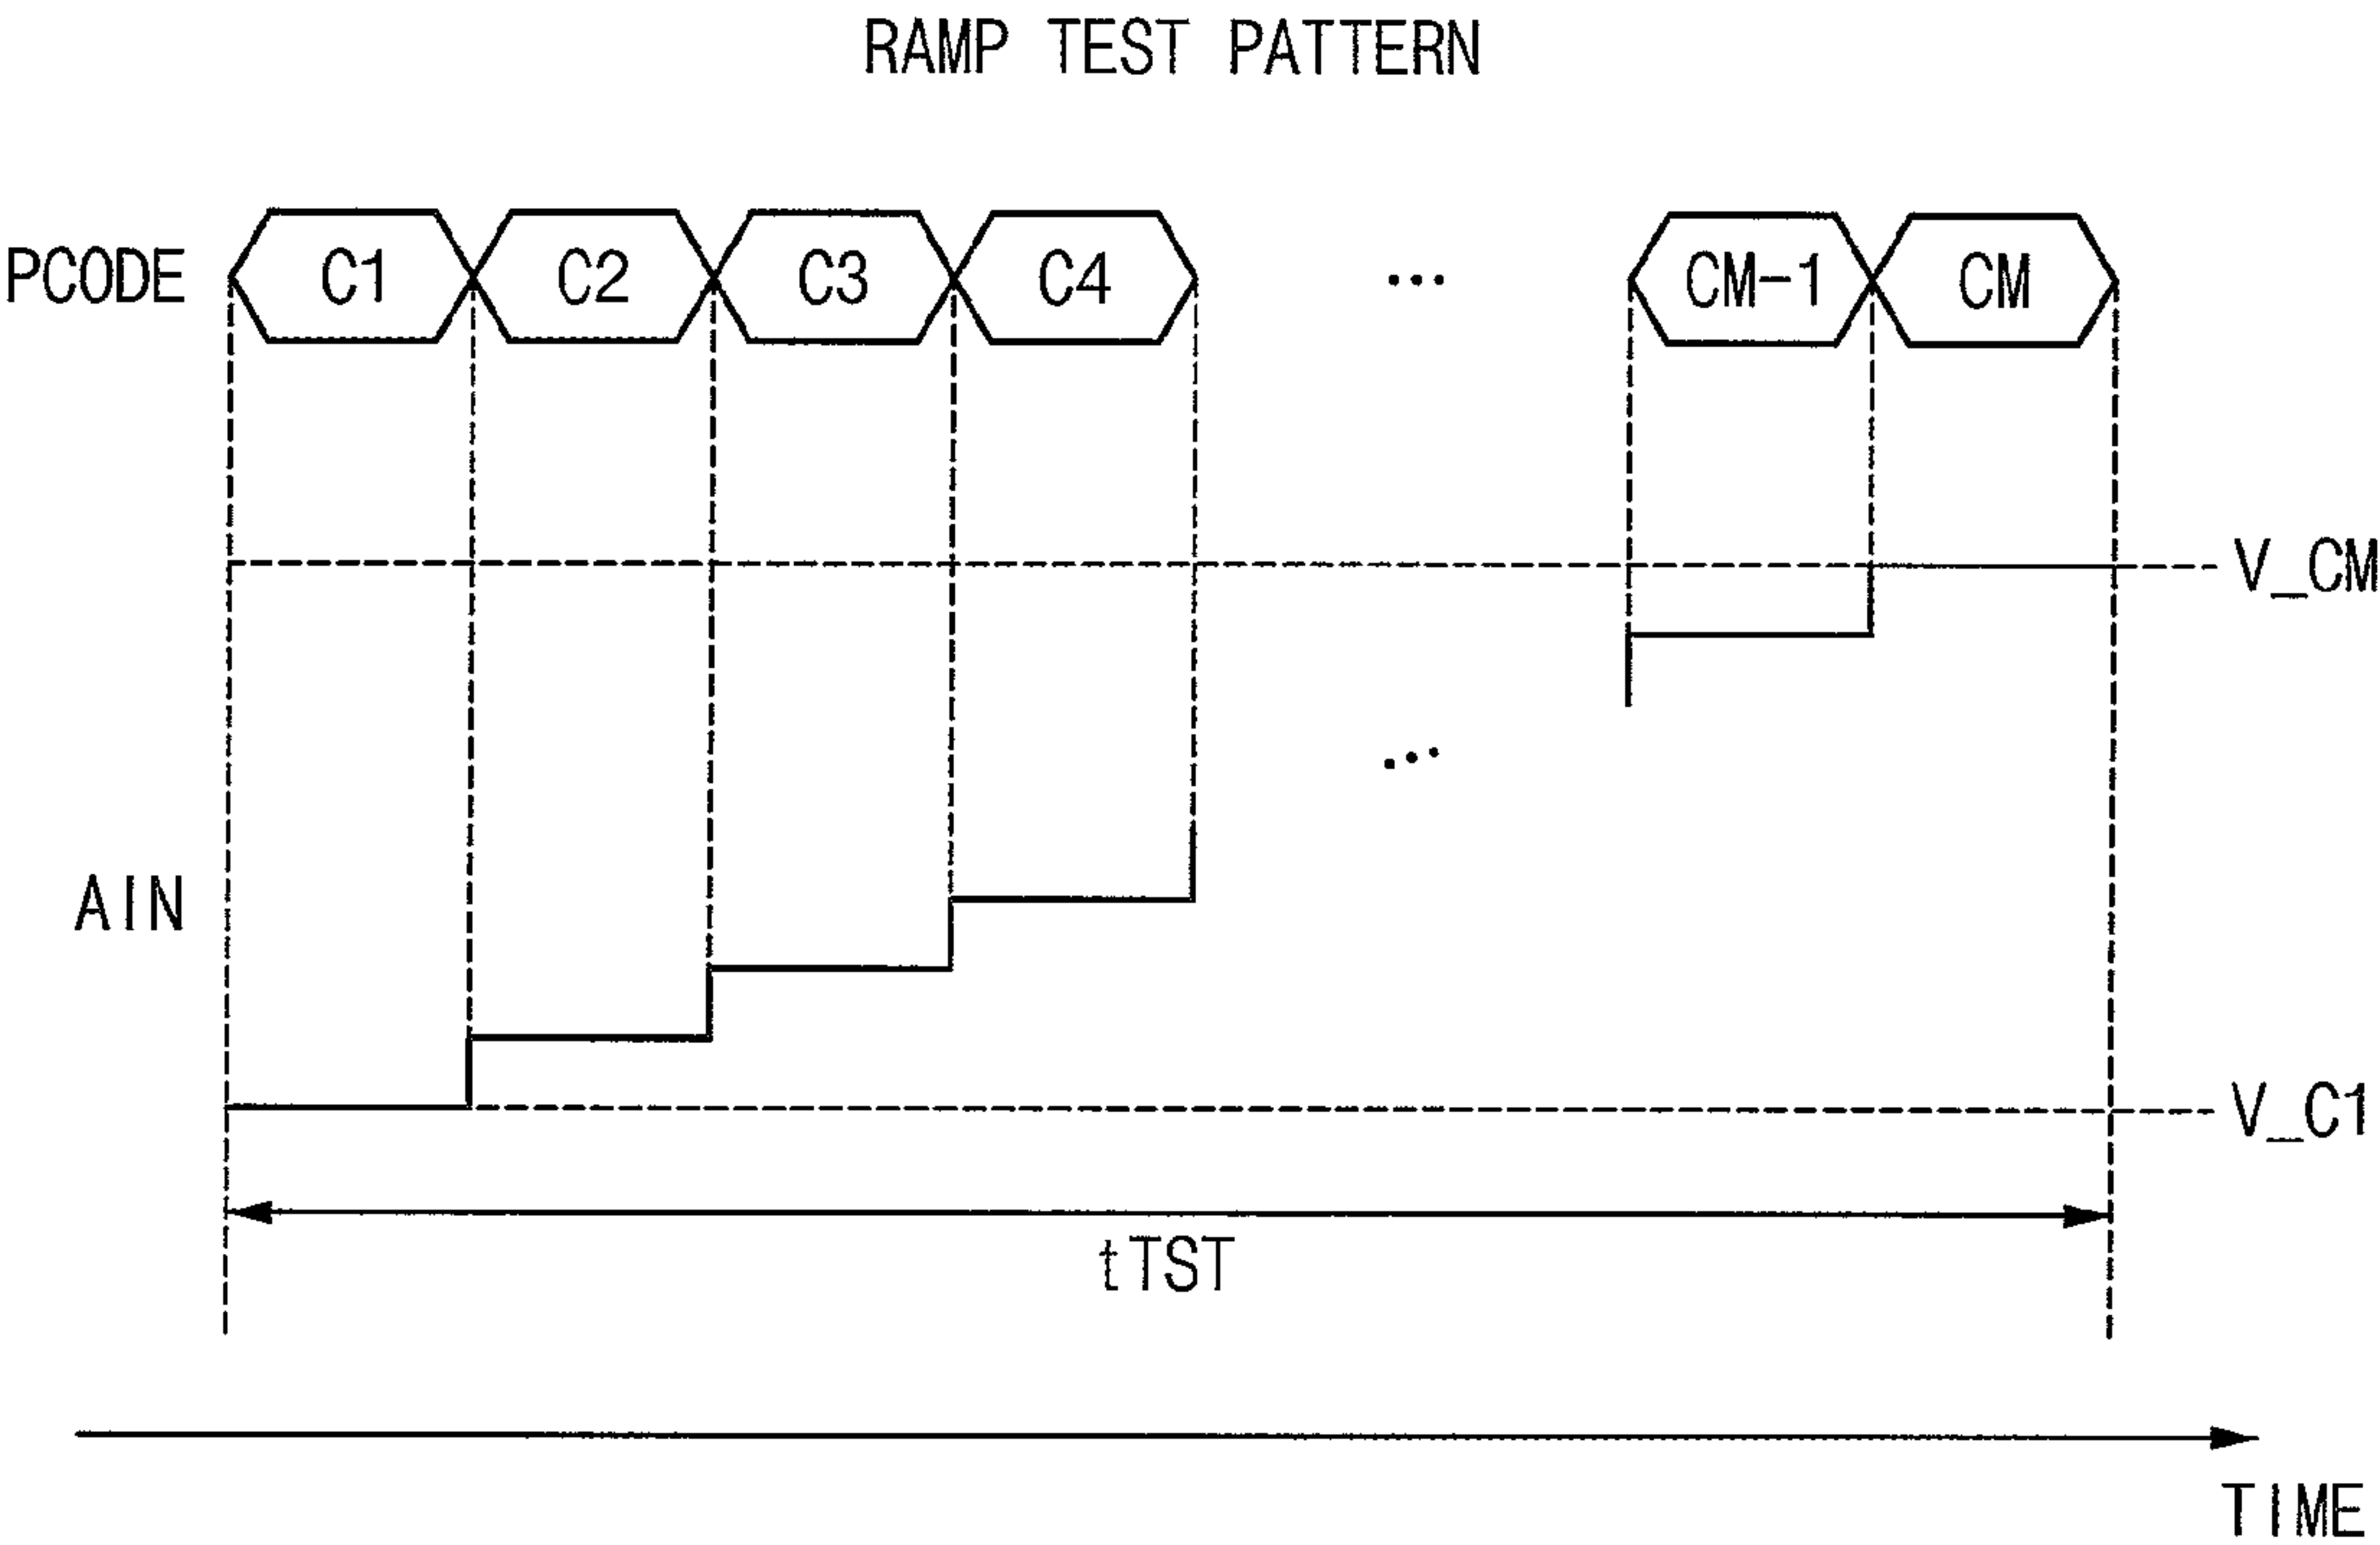 RAMP TEST PATTERN
PCODE C1 C2 C3 C4 ... CM-1 CM
V_CM
...
AIN
V_C1
tTST
TIME